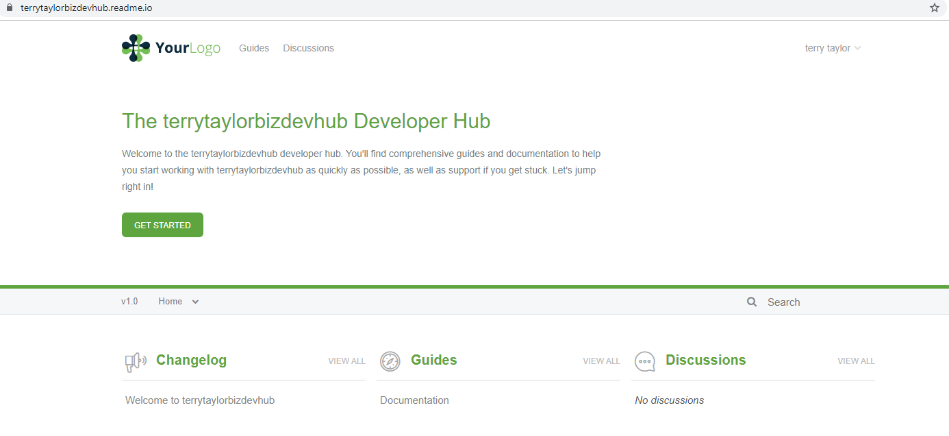 terrytaylorbizdevhub.readme.io
YourLogo Guides Discussions terry taylor
The terrytaylorbizdevhub Developer Hub
Welcome to the terrytaylorbizdevhub developer hub. You'll find comprehensive guides and documentation to help
you start working with terrytaylorbizdevhub as quickly as possible, as well as support if you get stuck. Let's jump
right in!
GET STARTED
v1.0 Home Search
Changelog VIEW ALL Guides VIEW ALL Discussions VIEW ALL
Welcome to terrytaylorbizdevhub Documentation No discussions